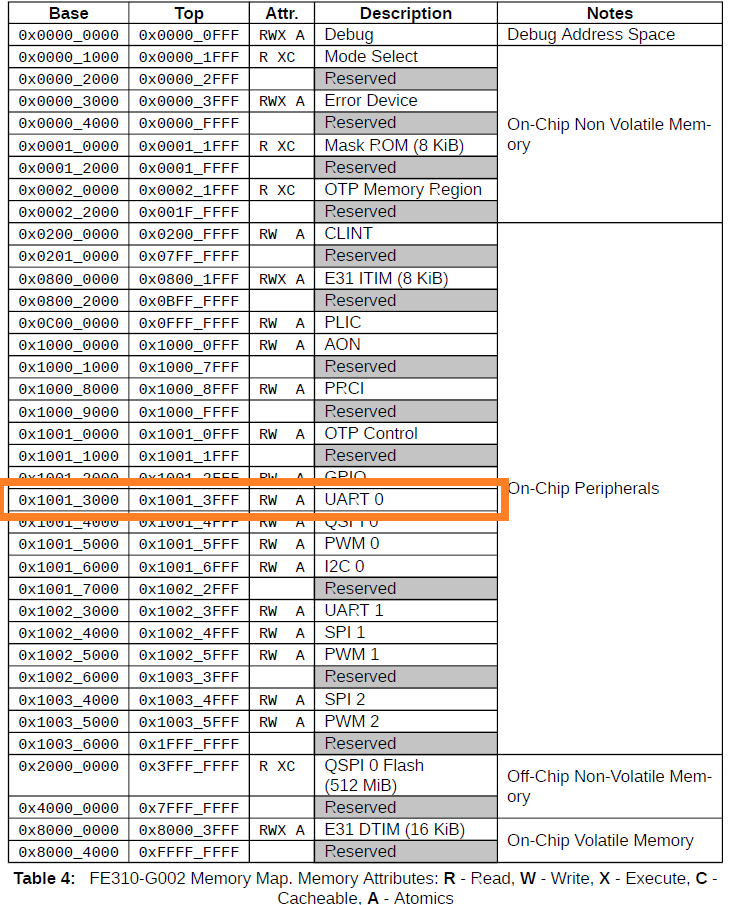 Base Top Attr. Description Notes
0x0000_0000 0x0000_0FFF RWX A Debug Debug Address Space
0x0000_1000 0x0000_1FFF R XC Mode Select
0x0000_2000 0x0000_2FFF Reserved
0x0000_3000 0x0000_3FFF RWX A Error Device
0x0000_4000 0x0000_FFFF Reserved
On-Chip Non Volatile Mem-
ory
0x0001_0000 0x0001_1FFF R XC Mask ROM (8 KiB)
0x0001_2000 0x0001_FFFF Reserved
0x0002_0000 0x0002_1FFF R XC OTP Memory Region
0x0002_2000 0x001F_FFFF Reserved
0x0200_0000 0x0200_FFFF RW A CLINT
0x0201_0000 0x07FF_FFFF Reserved
0x0800_0000 0x0800_1FFF RWX A E31 ITIM (8 KiB)
0x0800_2000 0x0BFF_FFFF Reserved
0x0C00_0000 0x0FFF_FFFF RW A PLIC
0x1000_0000 0x1000_0FFF RW A AON
0x1000_1000 0x1000_7FFF Reserved
0x1000_8000 0x1000_8FFF RW A PRCI
0x1000_9000 0x1000_FFFF Reserved
0x1001_0000 0x1001_0FFF RW A OTP Control
0x1001_1000 0x1001_1FFF Reserved
0x1001_2000 0x1001_2FFF RW A GPIO
On-Chip Peripherals
0x1001_3000 0x1001_3FFF RW A UART 0
0x1001_4000 0x1001_4FFF RW A QSPI 0
0x1001_5000 0x1001_5FFF RW A PWM 0
0x1001_6000 0x1001_6FFF RW A I2C 0
0x1001_7000 0x1002_2FFF Reserved
0x1002_3000 0x1002_3FFF RW A UART 1
0x1002_4000 0x1002_4FFF RW A SPI 1
0x1002_5000 0x1002_5FFF RW A PWM 1
0x1002_6000 0x1003_3FFF Reserved
0x1003_4000 0x1003_4FFF RW A SPI 2
0x1003_5000 0x1003_5FFF RW A PWM 2
0x1003_6000 0x1FFF_FFFF Reserved
0x2000_0000 0x3FFF_FFFF R XC QSPI 0 Flash
(512 MiB)
Off-Chip Non-Volatile Mem-
ory
0x4000_0000 0x7FFF_FFFF Reserved
0x8000_0000 0x8000_3FFF RWX A E31 DTIM (16 KiB)
On-Chip Volatile Memory
0x8000_4000 0xFFFF_FFFF Reserved
Table 4: FE310-G002 Memory Map. Memory Attributes: R - Read, W - Write, X - Execute, C -
Cacheable, A - Atomics